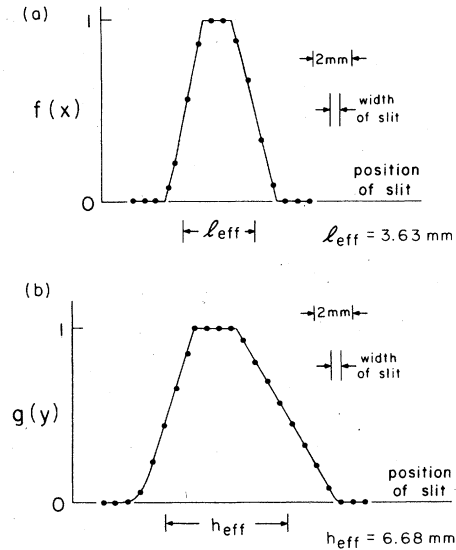 (a)
1
2mm
width
of slit
f(x)
position
of slit
0
ℓeff
ℓeff = 3.63 mm
(b)
2mm
1
width
of slit
g(y)
position
of slit
0
heff
heff = 6.68 mm